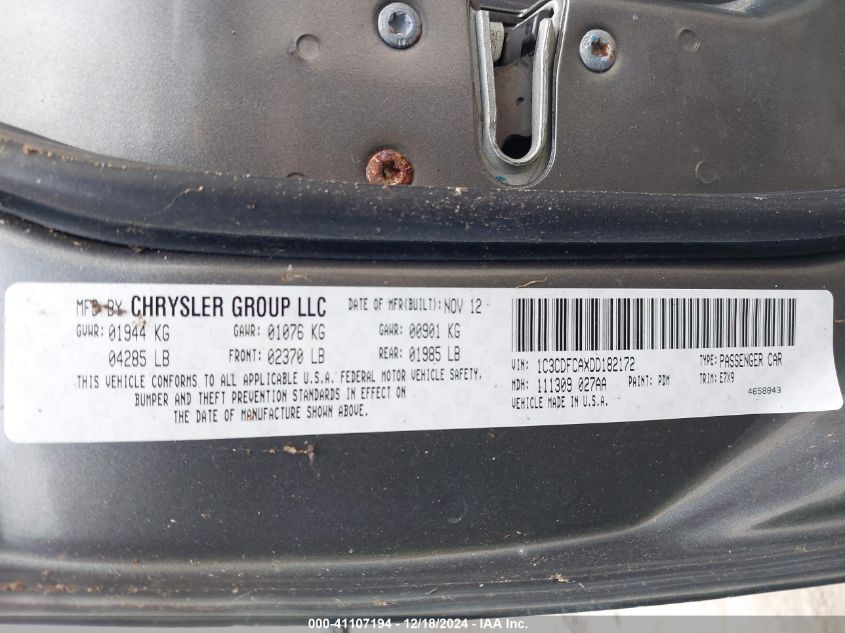 MFD BY CHRYSLER GROUP LLC DATE OF MFR(BUILT): NOV 12
GVWR: 01944 KG GAWR: 01076 KG GAWR: 00901 KG
04285 LB FRONT: 02370 LB REAR: 01985 LB
THIS VEHICLE CONFORMS TO ALL APPLICABLE U.S.A. FEDERAL MOTOR VEHICLE SAFETY,
BUMPER AND THEFT PREVENTION STANDARDS IN EFFECT ON
THE DATE OF MANUFACTURE SHOWN ABOVE.
VIN: 1C3CDFCAXDD182172 TYPE: PASSENGER CAR
MDH: 111309 027AA PAINT: PDM TRIM: E7X9
VEHICLE MADE IN U.S.A. 4658843
000-41107194 - 12/18/2024 - IAA Inc.